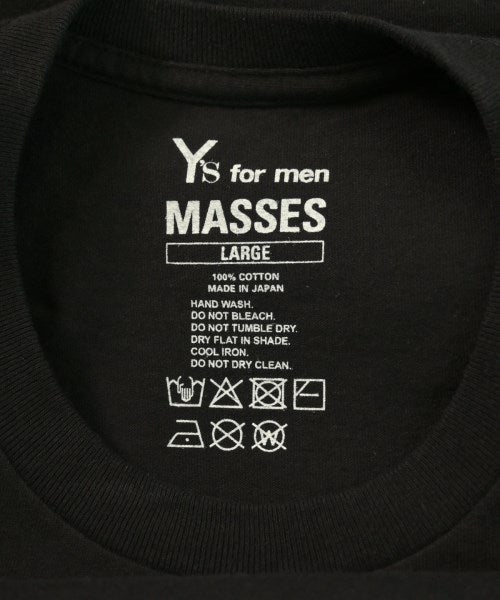 Y's for men
MASSES
LARGE
100% COTTON
MADE IN JAPAN
HAND WASH.
DO NOT BLEACH.
DO NOT TUMBLE DRY.
DRY FLAT IN SHADE.
COOL IRON.
DO NOT DRY CLEAN.
W